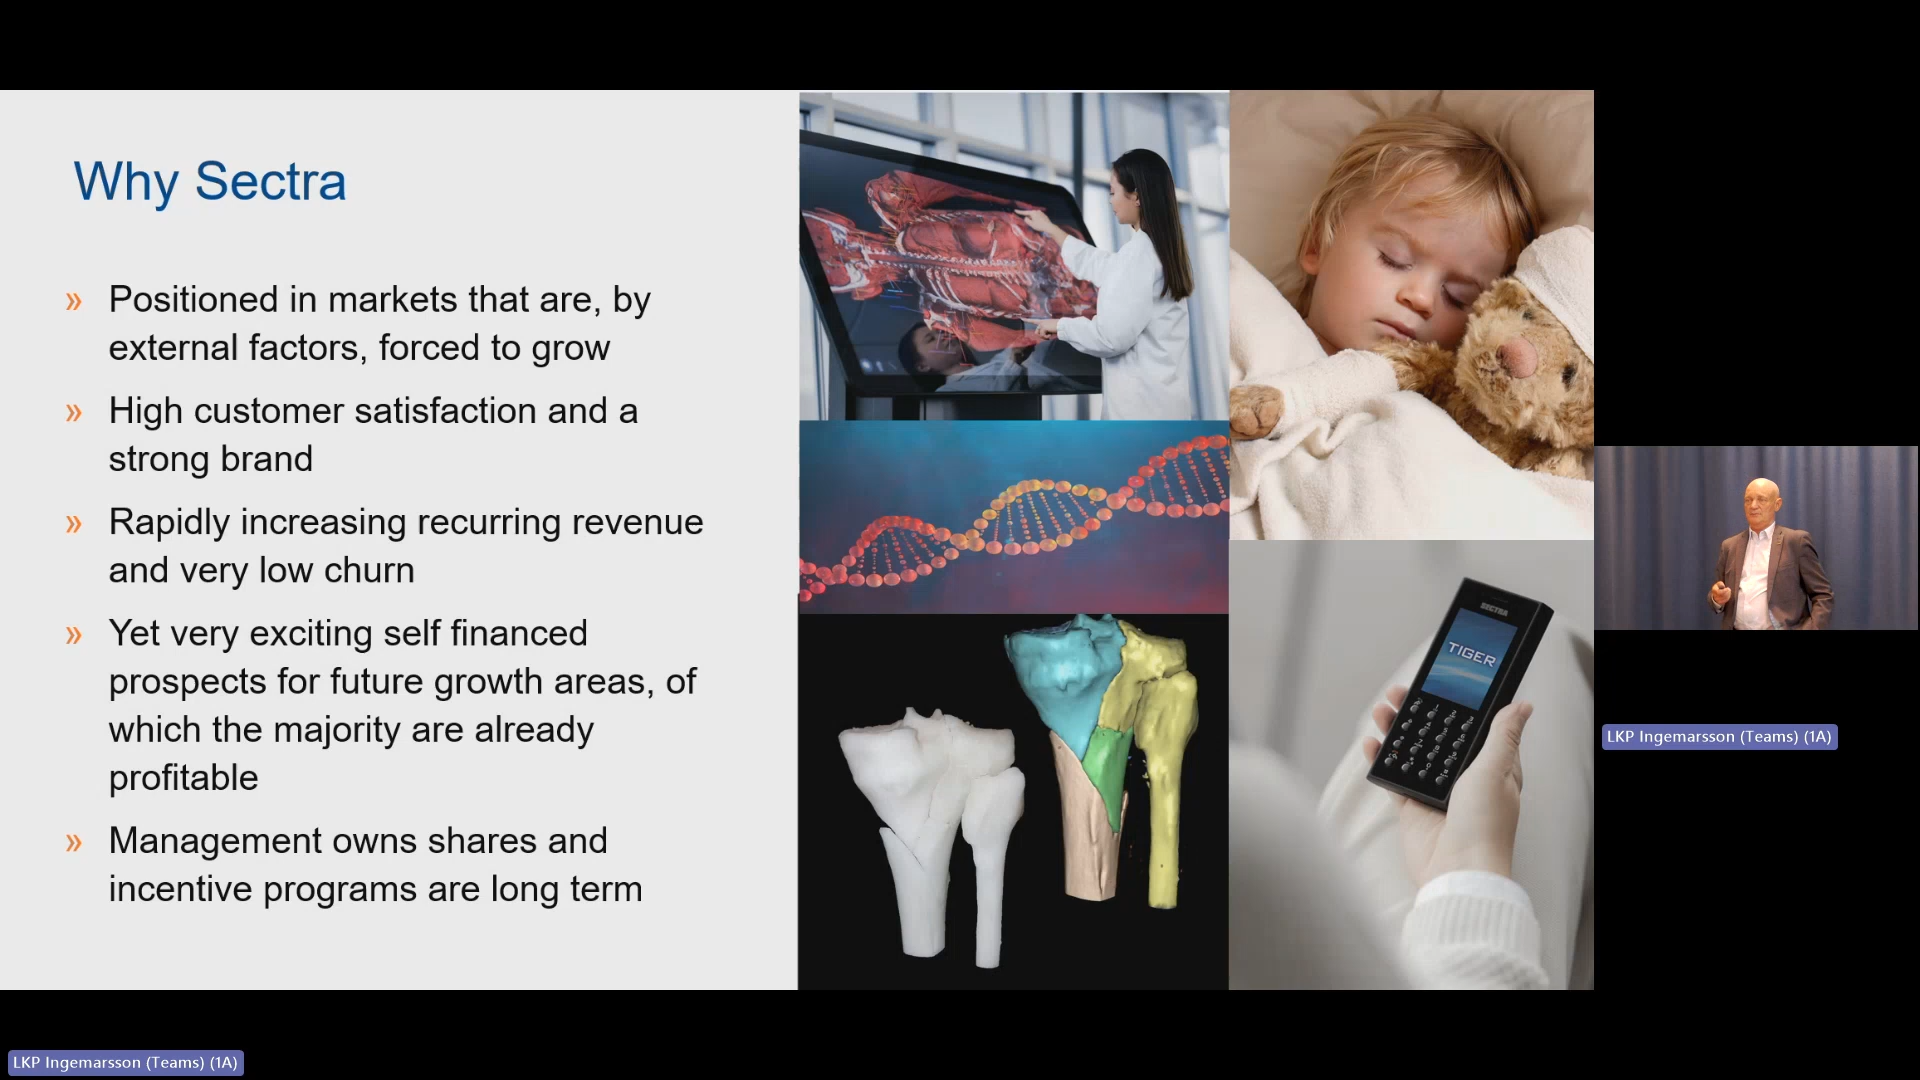 Why Sectra
» Positioned in markets that are, by
external factors, forced to grow
» High customer satisfaction and a
strong brand
» Rapidly increasing recurring revenue
and very low churn
» Yet very exciting self financed
prospects for future growth areas, of
which the majority are already
profitable
» Management owns shares and
incentive programs are long term
SECTRA
TIGER
LKP Ingemarsson (Teams) (1A)
LKP Ingemarsson (Teams) (1A)